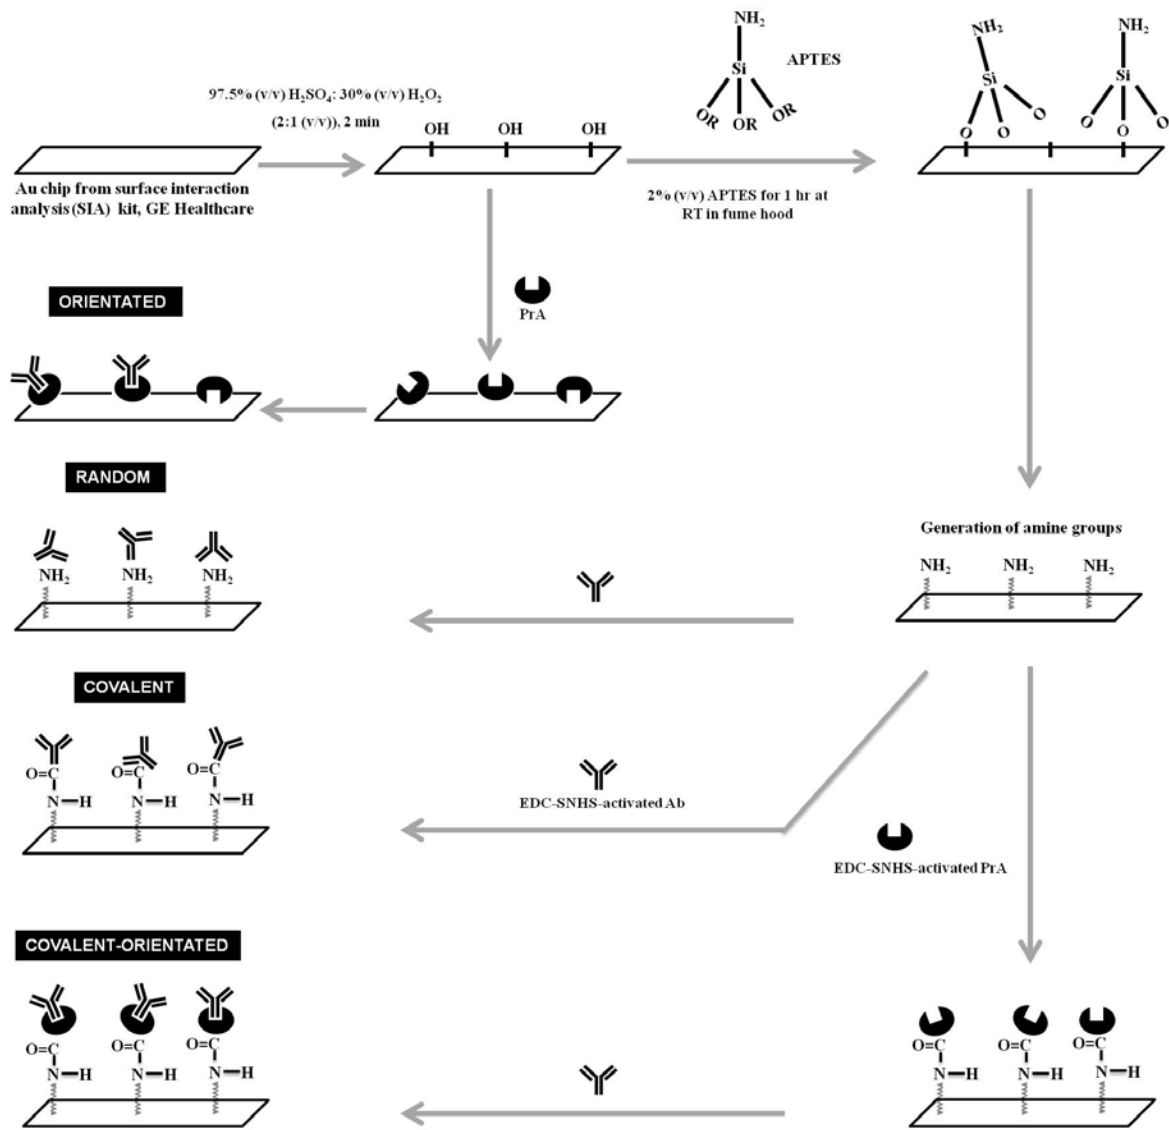 NH₂
Si
APTES
OR
OR
OR
NH₂
Si
O
O
O
NH₂
Si
O
O
O
97.5% (v/v) H₂SO₄: 30% (v/v) H₂O₂
(2:1 (v/v)), 2 min
OH
OH
OH
Au chip from surface interaction
analysis (SIA) kit, GE Healthcare
2% (v/v) APTES for 1 hr at
RT in fume hood
ORIENTATED
PrA
RANDOM
NH₂
NH₂
NH₂
Generation of amine groups
NH₂
NH₂
NH₂
COVALENT
O=C
N–H
O=C
N–H
O=C
N–H
EDC-SNHS-activated Ab
EDC-SNHS-activated PrA
COVALENT-ORIENTATED
O=C
N–H
O=C
N–H
O=C
N–H
O=C
N–H
O=C
N–H
O=C
N–H